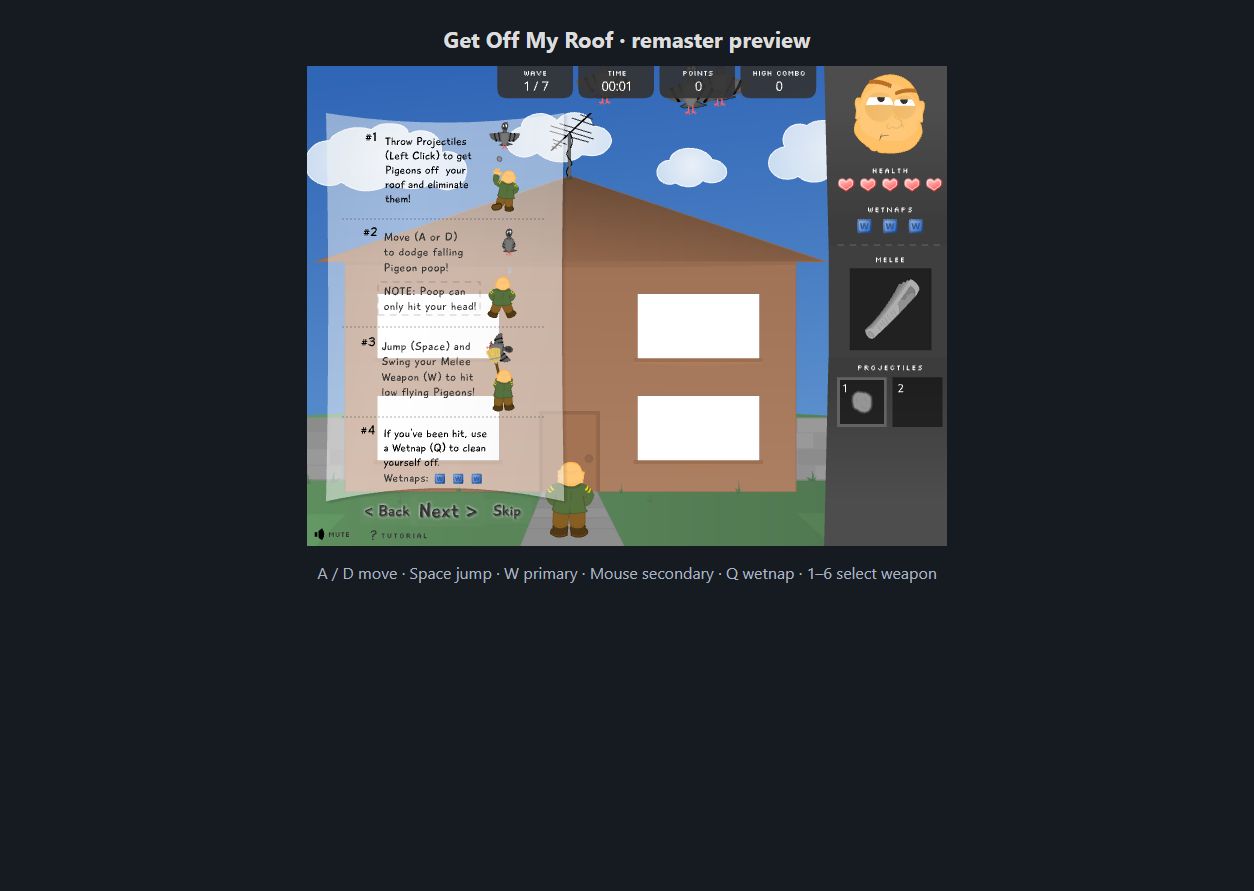 Get Off My Roof · remaster preview
WAVE
1 / 7
TIME
00:01
POINTS
0
HIGH COMBO
0
#1
Throw Projectiles
(Left Click) to get
Pigeons off your
roof and eliminate
them!
#2
Move (A or D)
to dodge falling
Pigeon poop!
NOTE: Poop can
only hit your head!
#3
Jump (Space) and
Swing your Melee
Weapon (W) to hit
low flying Pigeons!
#4
If you've been hit, use
a Wetnap (Q) to clean
yourself off.
Wetnaps: W W W
< Back Next > Skip
MUTE ? TUTORIAL
HEALTH
WETNAPS
W W W
MELEE
PROJECTILES
1 2
A / D move · Space jump · W primary · Mouse secondary · Q wetnap · 1–6 select weapon